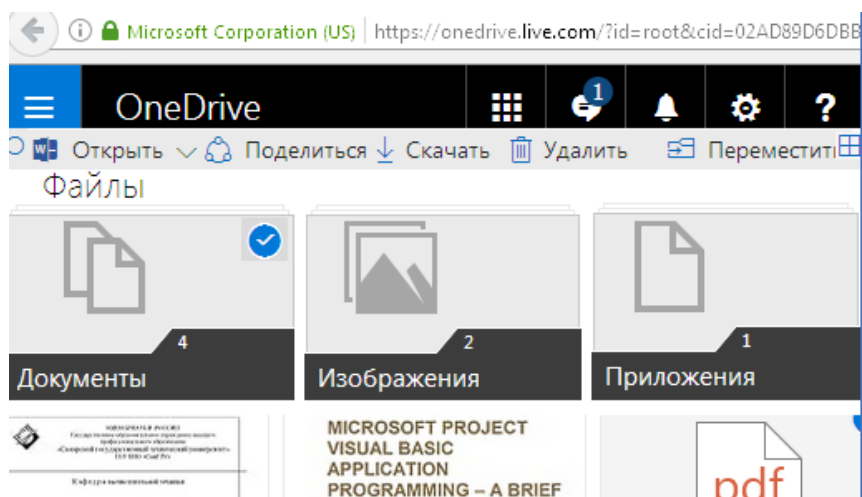 Microsoft Corporation (US) https://onedrive.live.com/?id=root&cid=02AD89D6DBB
OneDrive 1 ?
Открыть Поделиться Скачать Удалить Переместить
Файлы
4 2 1
Документы Изображения Приложения
MICROSOFT PROJECT
VISUAL BASIC
APPLICATION
PROGRAMMING – A BRIEF
pdf